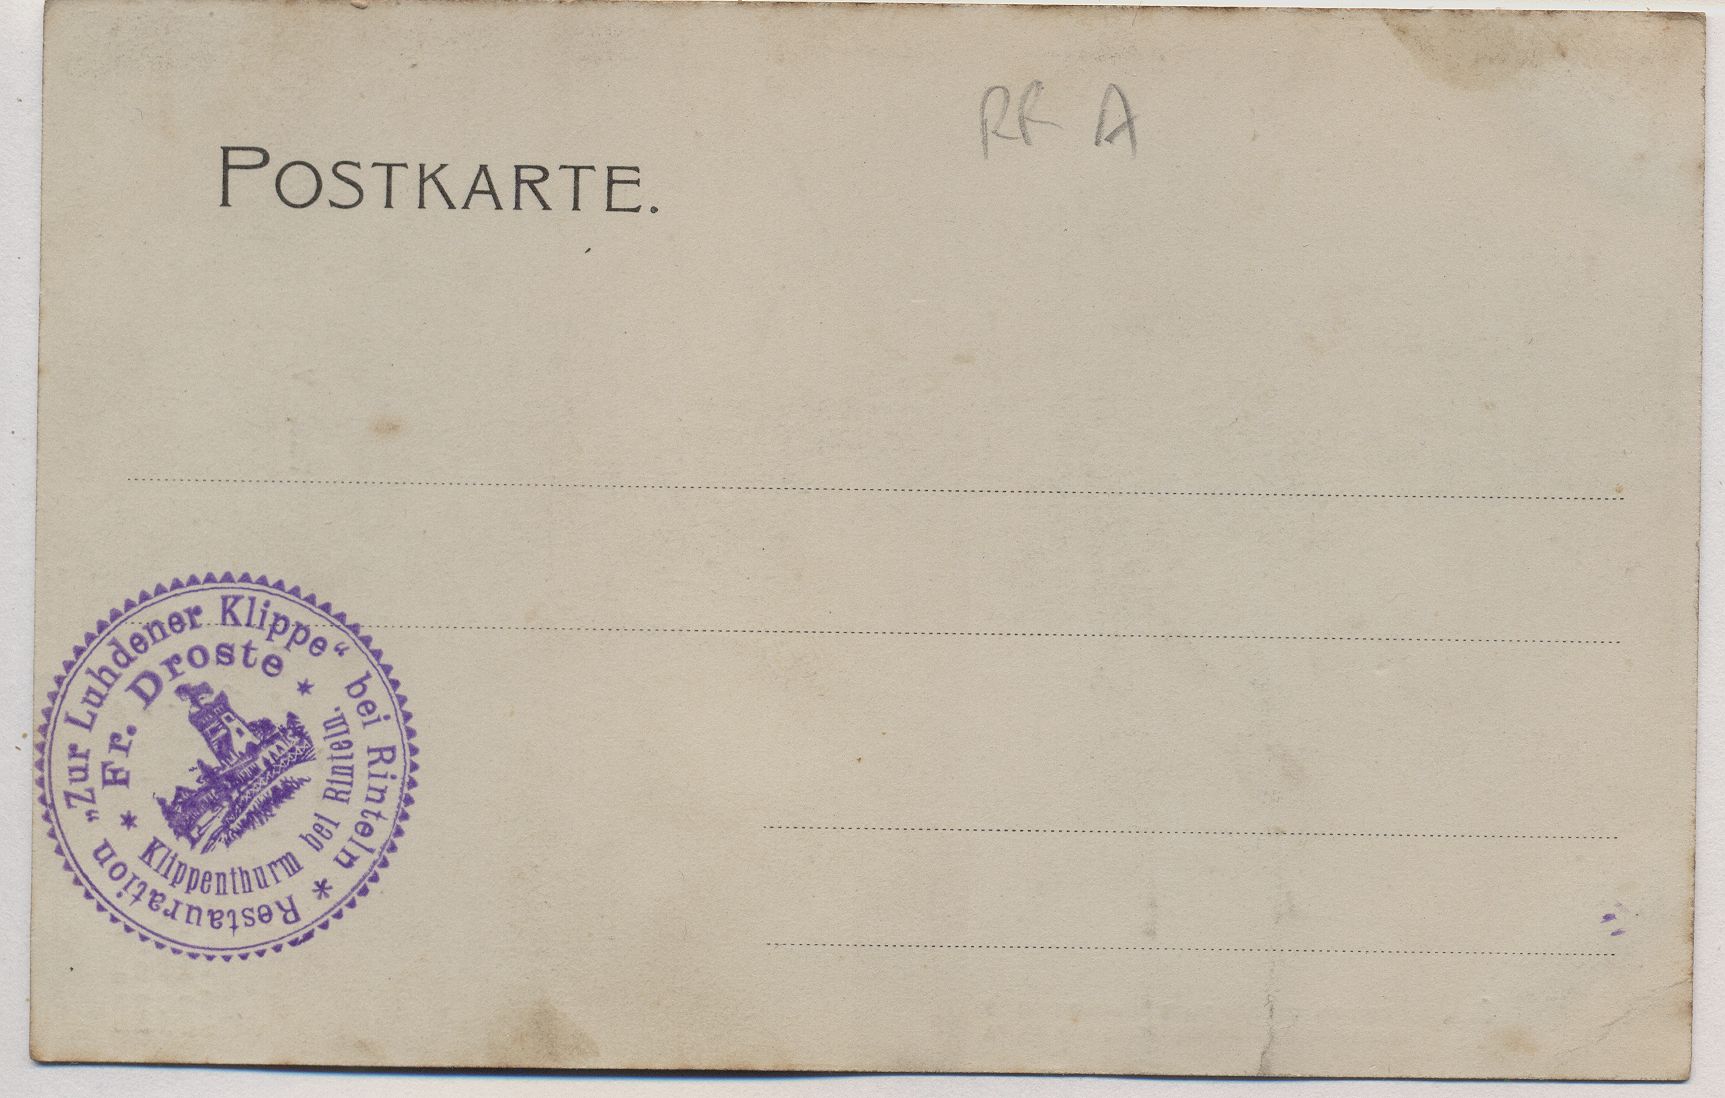 RF A
POSTKARTE.
Restauration „Zur Luhdener Klippe“ bei Rinteln *
* Fr. Droste *
Klippenthurm bei Rinteln.